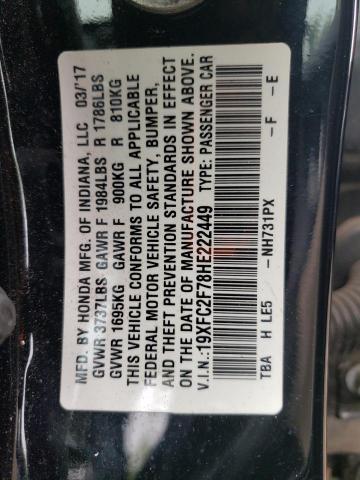 MFD. BY HONDA MFG. OF INDIANA, LLC 03/17
GVWR 3737LBS GAWR F 1984LBS R 1786LBS
GVWR 1695KG GAWR F 900KG R 810KG
THIS VEHICLE CONFORMS TO ALL APPLICABLE
FEDERAL MOTOR VEHICLE SAFETY, BUMPER,
AND THEFT PREVENTION STANDARDS IN EFFECT
ON THE DATE OF MANUFACTURE SHOWN ABOVE.
V.I.N.: 19XFC2F78HE222449 TYPE: PASSENGER CAR
TBA H LE5 - NH731PX - F - E